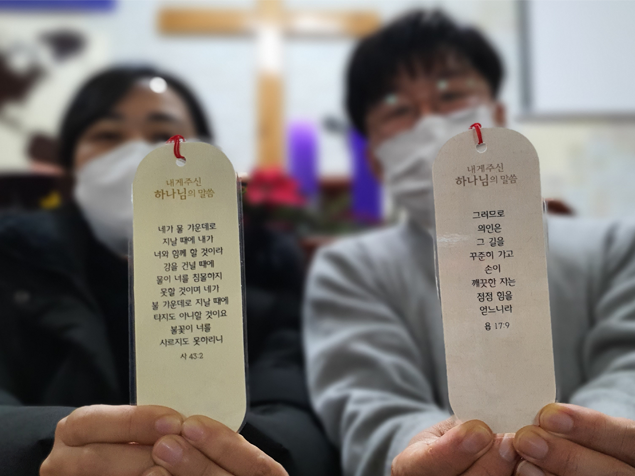 내게주신
하나님의 말씀
네가 물 가운데로
지날 때에 내가
너와 함께 할 것이라
강을 건널 때에
물이 너를 침몰하지
못할 것이며 네가
불 가운데로 지날 때에
타지도 아니할 것이요
불꽃이 너를
사르지도 못하리니
사 43:2
내게주신
하나님의 말씀
그러므로
의인은
그 길을
꾸준히 가고
손이
깨끗한 자는
점점 힘을
얻느니라
욥 17:9